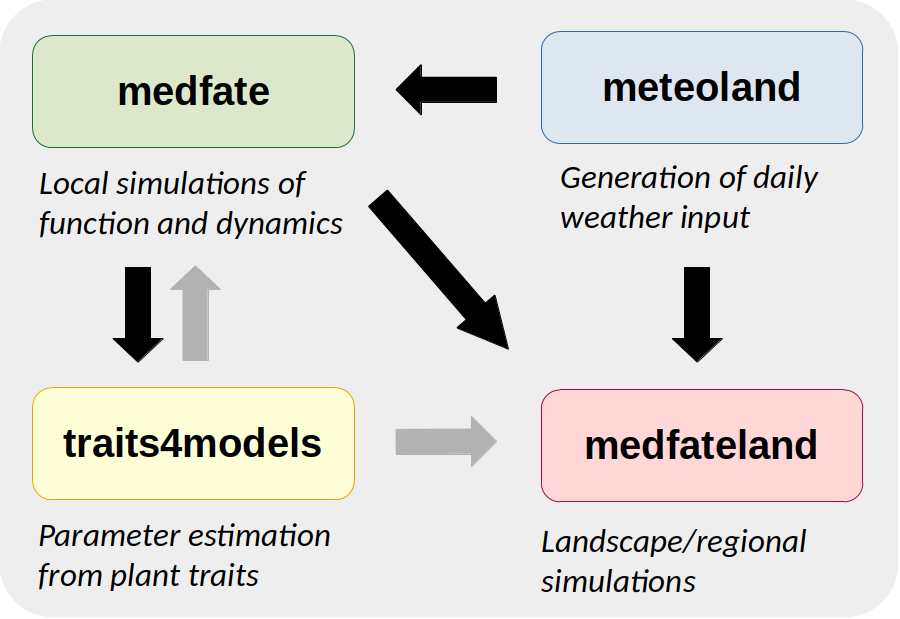 medfate
Local simulations of
function and dynamics
meteoland
Generation of daily
weather input
traits4models
Parameter estimation
from plant traits
medfateland
Landscape/regional
simulations